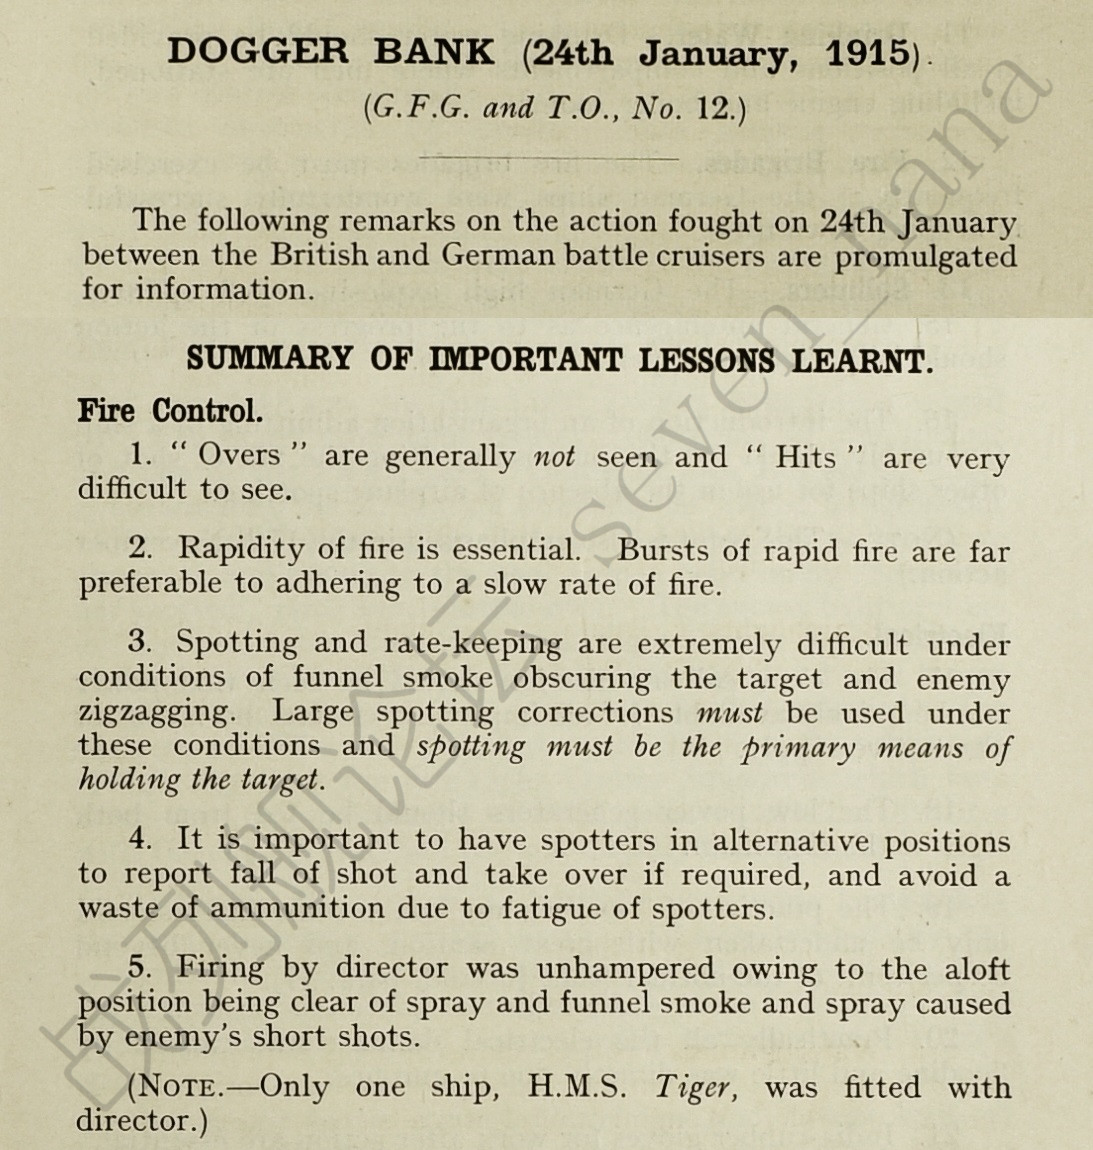 DOGGER BANK (24th January, 1915).
(G.F.G. and T.O., No. 12.)
The following remarks on the action fought on 24th January
between the British and German battle cruisers are promulgated
for information.
SUMMARY OF IMPORTANT LESSONS LEARNT.
Fire Control.
1. “ Overs ” are generally not seen and “ Hits ” are very
difficult to see.
2. Rapidity of fire is essential. Bursts of rapid fire are far
preferable to adhering to a slow rate of fire.
3. Spotting and rate-keeping are extremely difficult under
conditions of funnel smoke obscuring the target and enemy
zigzagging. Large spotting corrections must be used under
these conditions and spotting must be the primary means of
holding the target.
4. It is important to have spotters in alternative positions
to report fall of shot and take over if required, and avoid a
waste of ammunition due to fatigue of spotters.
5. Firing by director was unhampered owing to the aloft
position being clear of spray and funnel smoke and spray caused
by enemy’s short shots.
(NOTE.—Only one ship, H.M.S. Tiger, was fitted with
director.)
战列舰论坛 seven_nana